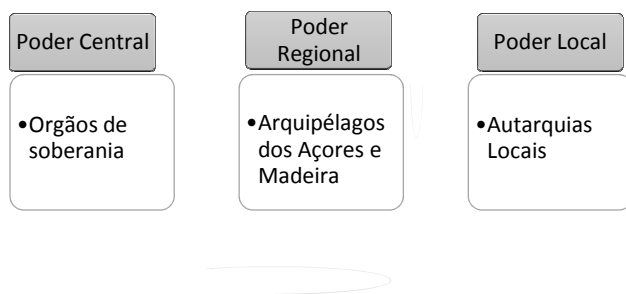 Poder Central
•Orgãos de
soberania
Poder
Regional
•Arquipélagos
dos Açores e
Madeira
Poder Local
•Autarquias
Locais